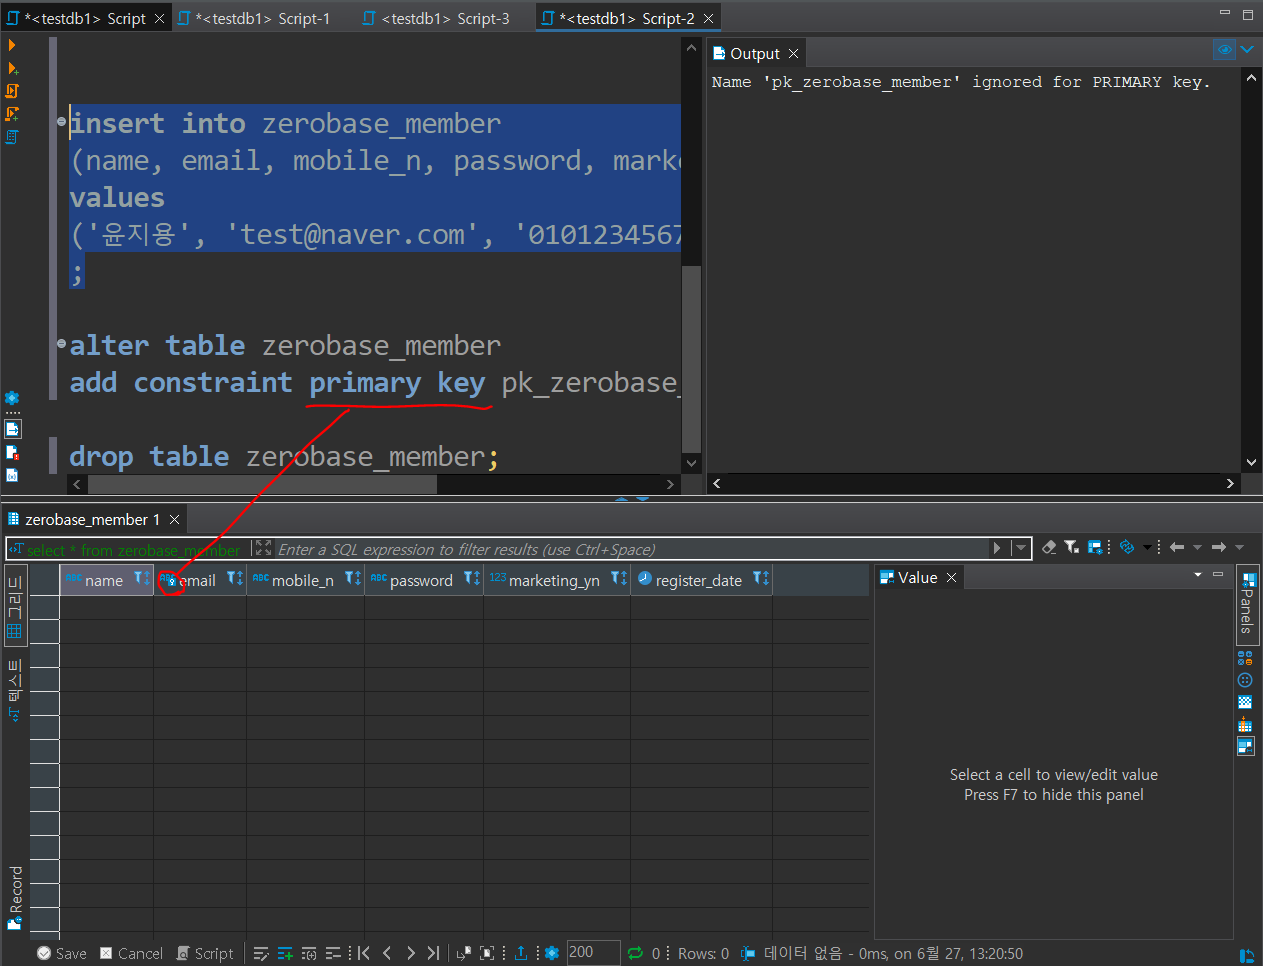 *<testdb1> Script
*<testdb1> Script-1
<testdb1> Script-3
*<testdb1> Script-2
insert into zerobase_member
(name, email, mobile_n, password, mark
values
('윤지용', 'test@naver.com', '0101234567
;
alter table zerobase_member
add constraint primary key pk_zerobase_
drop table zerobase_member;
Output
Name 'pk_zerobase_member' ignored for PRIMARY key.
zerobase_member 1
select * from zerobase_member
Enter a SQL expression to filter results (use Ctrl+Space)
그리드
텍스트
Record
ABC name
ABC email
ABC mobile_n
ABC password
123 marketing_yn
register_date
Value
Select a cell to view/edit value
Press F7 to hide this panel
Panels
Save
Cancel
Script
200
0
Rows: 0
데이터 없음 - 0ms, on 6월 27, 13:20:50